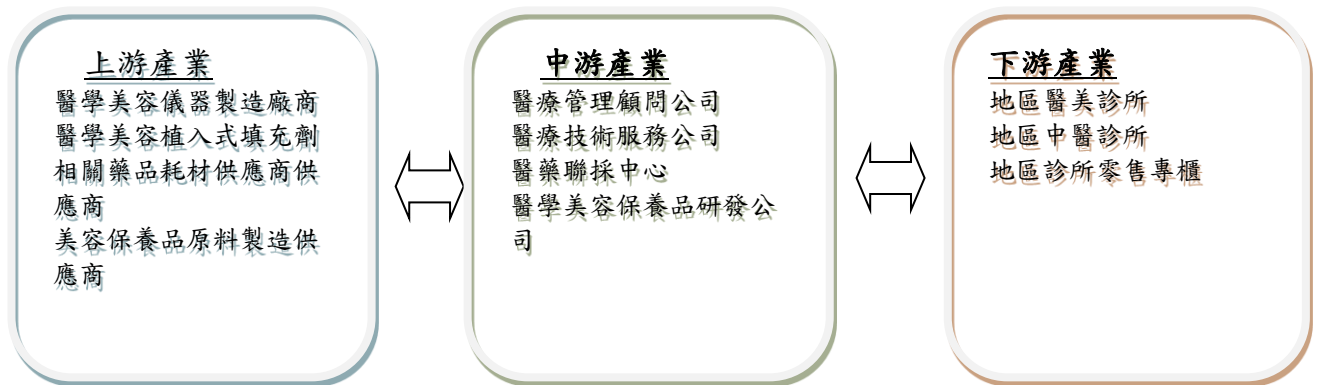 上游產業
醫學美容儀器製造廠商
醫學美容植入式填充劑
相關藥品耗材供應商供
應商
美容保養品原料製造供
應商
中游產業
醫療管理顧問公司
醫療技術服務公司
醫藥聯採中心
醫學美容保養品研發公
司
下游產業
地區醫美診所
地區中醫診所
地區診所零售專櫃